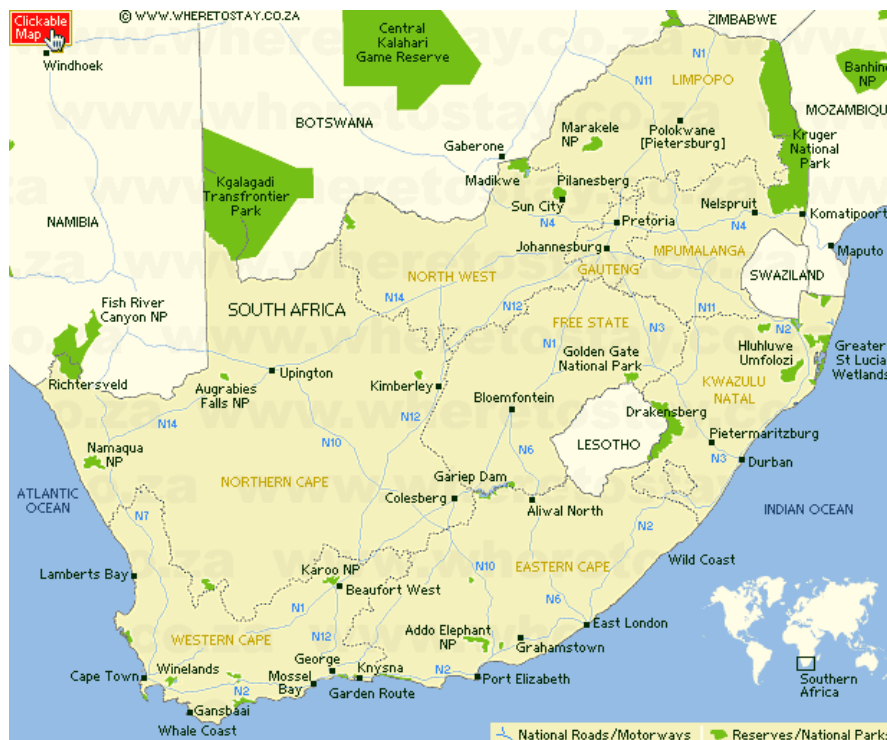 Clickable
Map
© WWW.WHERETOSTAY.CO.ZA
ZIMBABWE
Central
Kalahari
Game Reserve
Windhoek
N1
N11
LIMPOPO
Banhine
NP
MOZAMBIQU
BOTSWANA
Marakele
NP
Polokwane
[Pietersburg]
Kruger
National
Park
Gaberone
Madikwe
Pilanesberg
Kgalagadi
Transfrontier
Park
Sun City
Nelspruit
Komatipoort
NAMIBIA
N4
Pretoria
N4
Johannesburg
MPUMALANGA
Maputo
GAUTENG
NORTH WEST
SWAZILAND
Fish River
Canyon NP
SOUTH AFRICA
N14
N12
N11
FREE STATE
N3
N2
N1
Hluhluwe
Umfolozi
Greater
St Lucia
Wetlands
Golden Gate
National Park
Richtersveld
Augrabies
Falls NP
Upington
Kimberley
KWAZULU
NATAL
Bloemfontein
Drakensberg
N14
N12
N10
Namaqua
NP
LESOTHO
Pietermaritzburg
N6
N3
Durban
NORTHERN CAPE
Gariep Dam
ATLANTIC
OCEAN
Colesberg
Aliwal North
INDIAN OCEAN
N7
N2
Wild Coast
Lamberts Bay
Karoo NP
N10
EASTERN CAPE
Beaufort West
N1
N6
WESTERN CAPE
N12
Addo Elephant
NP
East London
Grahamstown
Cape Town
Winelands
George
Knysna
N2
Mossel
Bay
Port Elizabeth
Southern
Africa
N2
Garden Route
Gansbaai
Whale Coast
National Roads/Motorways
Reserves/National Parks
www.wheretostay.co.za